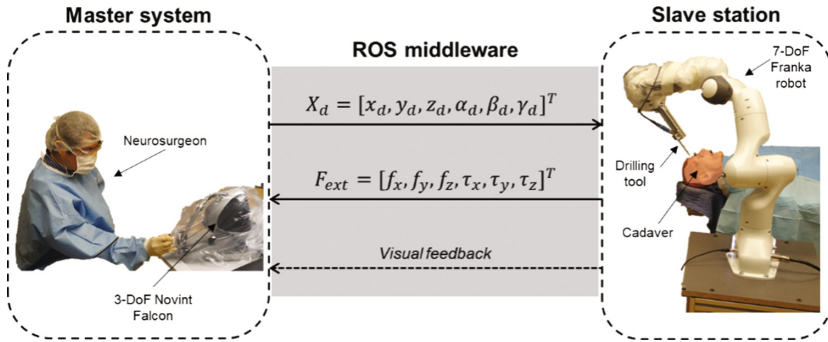 Master system
Slave station
ROS middleware
7-DoF
Franka
robot
X_d = [x_d, y_d, z_d, α_d, β_d, γ_d]^T
Neurosurgeon
Drilling
tool
F_ext = [f_x, f_y, f_z, τ_x, τ_y, τ_z]^T
Cadaver
Visual feedback
3-DoF Novint
Falcon